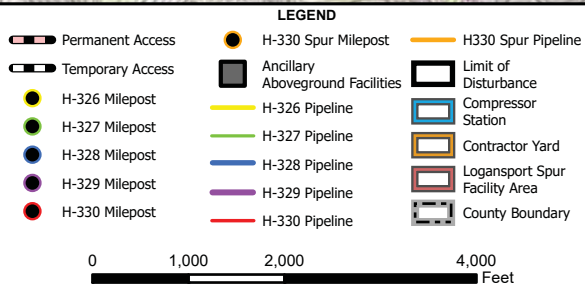 LEGEND
Permanent Access
Temporary Access
H-326 Milepost
H-327 Milepost
H-328 Milepost
H-329 Milepost
H-330 Milepost
H-330 Spur Milepost
Ancillary
Aboveground Facilities
H-326 Pipeline
H-327 Pipeline
H-328 Pipeline
H-329 Pipeline
H-330 Pipeline
H330 Spur Pipeline
Limit of
Disturbance
Compressor
Station
Contractor Yard
Logansport Spur
Facility Area
County Boundary
0 1,000 2,000 4,000
Feet